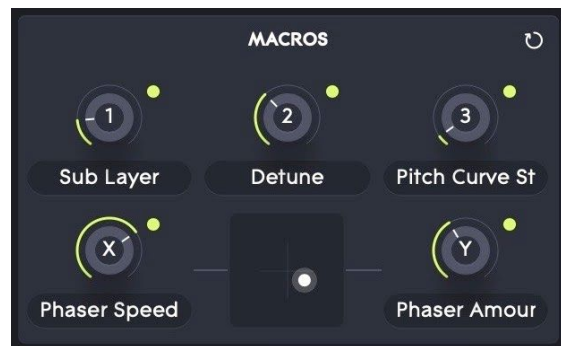 MACROS
1 2 3
Sub Layer Detune Pitch Curve St
X Y
Phaser Speed Phaser Amour